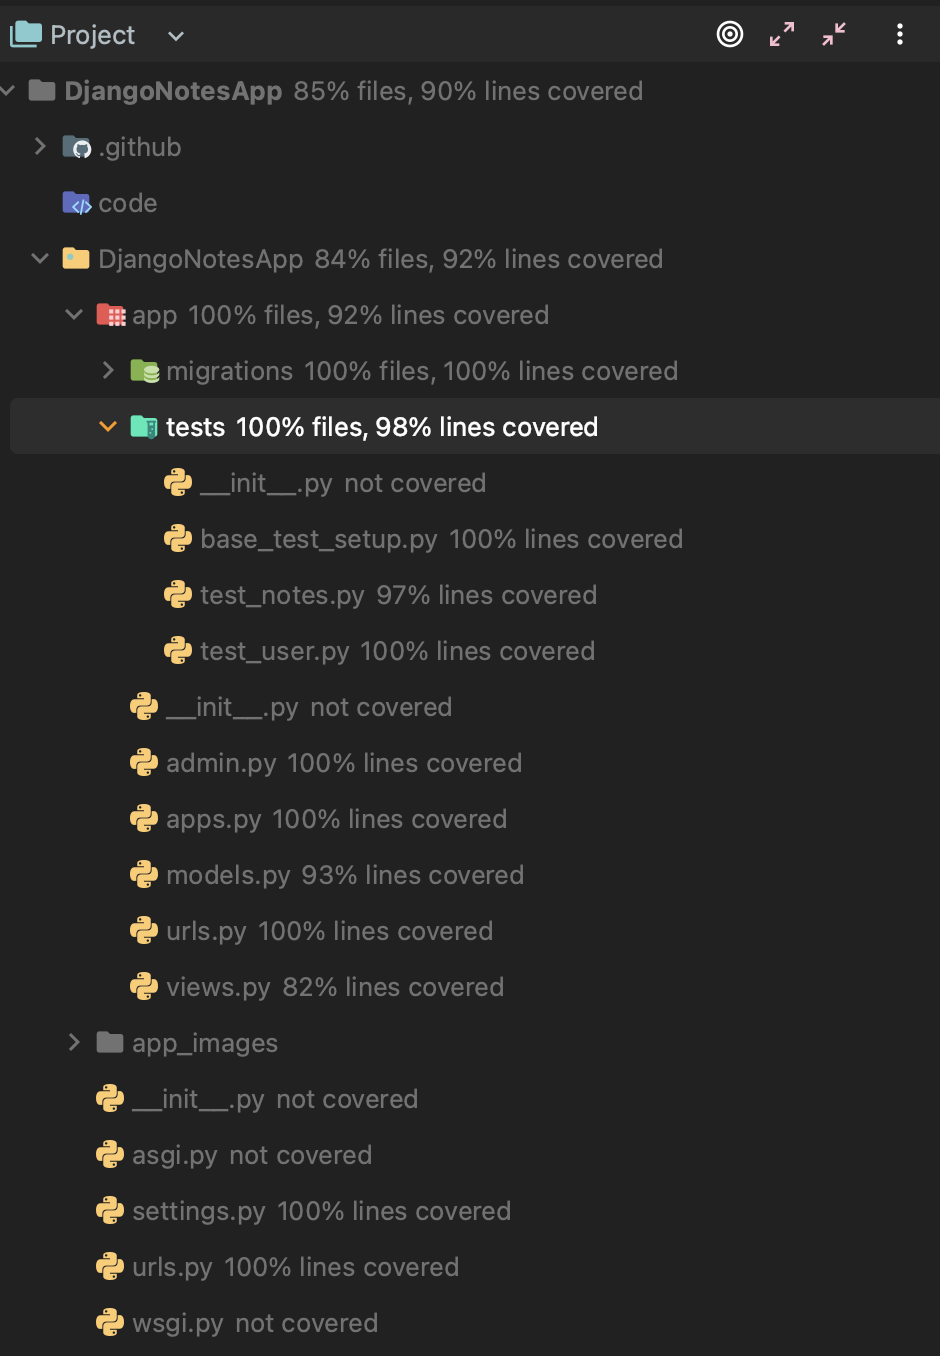 Project
DjangoNotesApp 85% files, 90% lines covered
.github
code
DjangoNotesApp 84% files, 92% lines covered
app 100% files, 92% lines covered
migrations 100% files, 100% lines covered
tests 100% files, 98% lines covered
__init__.py not covered
base_test_setup.py 100% lines covered
test_notes.py 97% lines covered
test_user.py 100% lines covered
__init__.py not covered
admin.py 100% lines covered
apps.py 100% lines covered
models.py 93% lines covered
urls.py 100% lines covered
views.py 82% lines covered
app_images
__init__.py not covered
asgi.py not covered
settings.py 100% lines covered
urls.py 100% lines covered
wsgi.py not covered